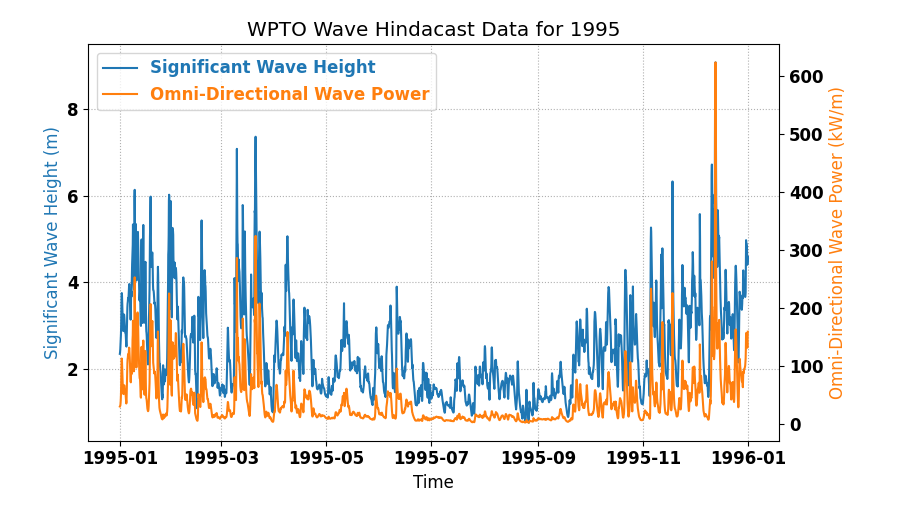 WPTO Wave Hindacast Data for 1995
Significant Wave Height
Omni-Directional Wave Power
Significant Wave Height (m)
8
6
4
2
600
500
400
300
200
100
0
Omni-Directional Wave Power (kW/m)
1995-01 1995-03 1995-05 1995-07 1995-09 1995-11 1996-01
Time